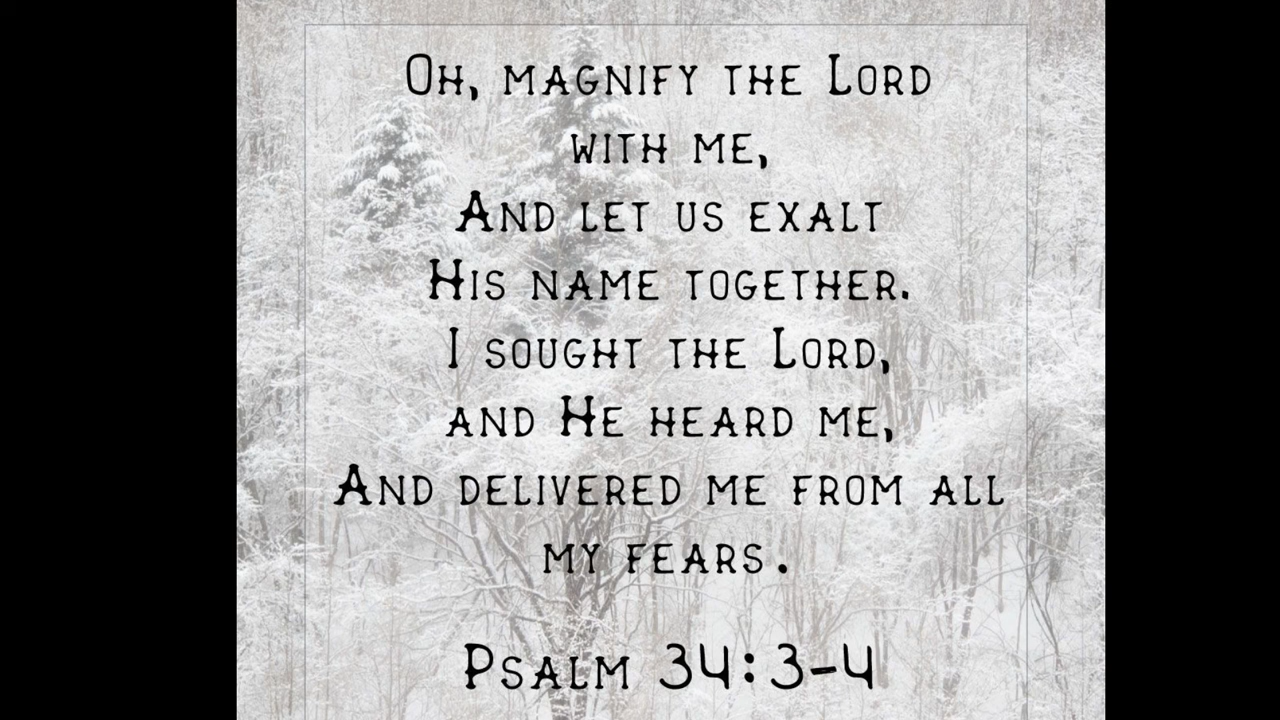 Oh, magnify the Lord
with me,
And let us exalt
His name together.
I sought the Lord,
and He heard me,
And delivered me from all
my fears.
Psalm 34:3-4